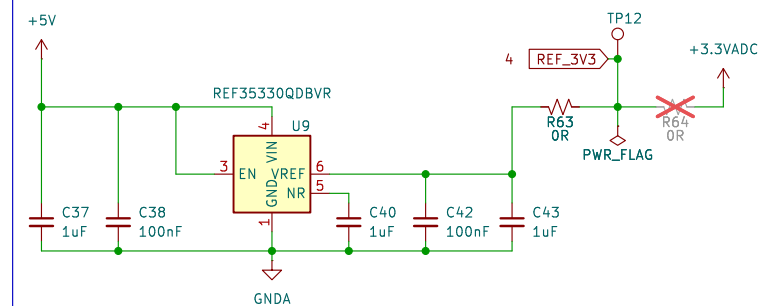 TP12
+5V
4
REF_3V3
+3.3VADC
REF35330QDBVR
4
U9
R63
0R
R64
0R
VIN
PWR_FLAG
3
EN
VREF
6
NR
5
GND
1
C37
1uF
C38
100nF
C40
1uF
C42
100nF
C43
1uF
GNDA